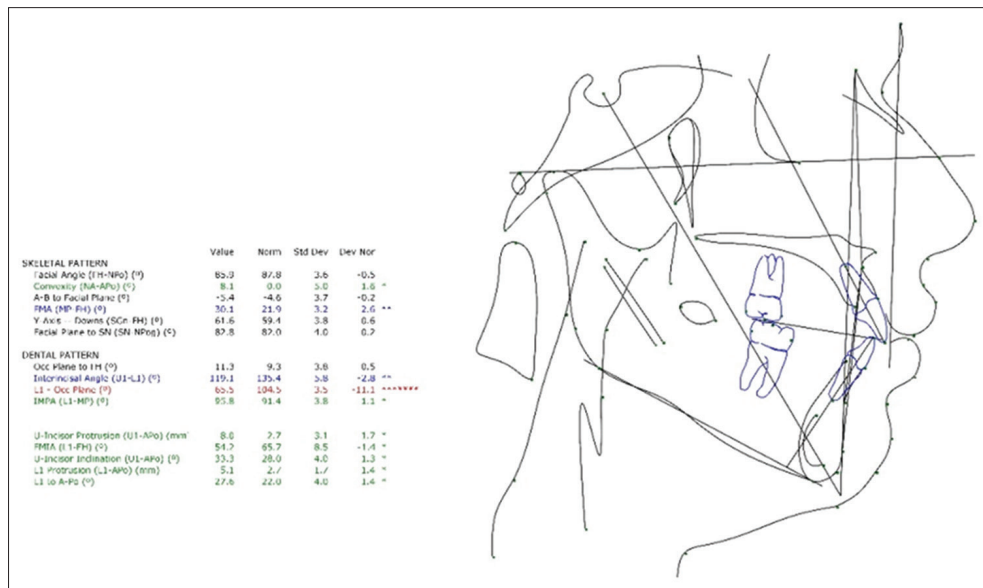 Value Norm Std Dev Dev Nor
SKELETAL PATTERN
Facial Angle (FH-NPo) (º) 85.9 87.8 3.6 -0.5
Convexity (NA-APo) (º) 8.1 0.0 5.0 1.6 *
A-B to Facial Plane (º) -5.4 -4.6 3.7 -0.2
FMA (MP-FH) (º) 30.1 21.9 3.2 2.6 **
Y Axis -- Downs (SGn-FH) (º) 61.6 59.4 3.8 0.6
Facial Plane to SN (SN-NPog) (º) 82.8 82.0 4.0 0.2
DENTAL PATTERN
Occ Plane to FH (º) 11.3 9.3 3.8 0.5
Interincisal Angle (U1-L1) (º) 119.1 135.4 5.8 -2.8 **
L1 - Occ Plane (º) 65.5 104.5 3.5 -11.1 *******
IMPA (L1-MP) (º) 95.8 91.4 3.8 1.1 *
U-Incisor Protrusion (U1-APo) (mm 8.0 2.7 3.1 1.7 *
FMIA (L1-FH) (º) 54.2 65.7 8.5 -1.4 *
U-Incisor Inclination (U1-APo) (º) 33.3 28.0 4.0 1.3 *
L1 Protrusion (L1-APo) (mm) 5.1 2.7 1.7 1.4 *
L1 to A-Po (º) 27.6 22.0 4.0 1.4 *